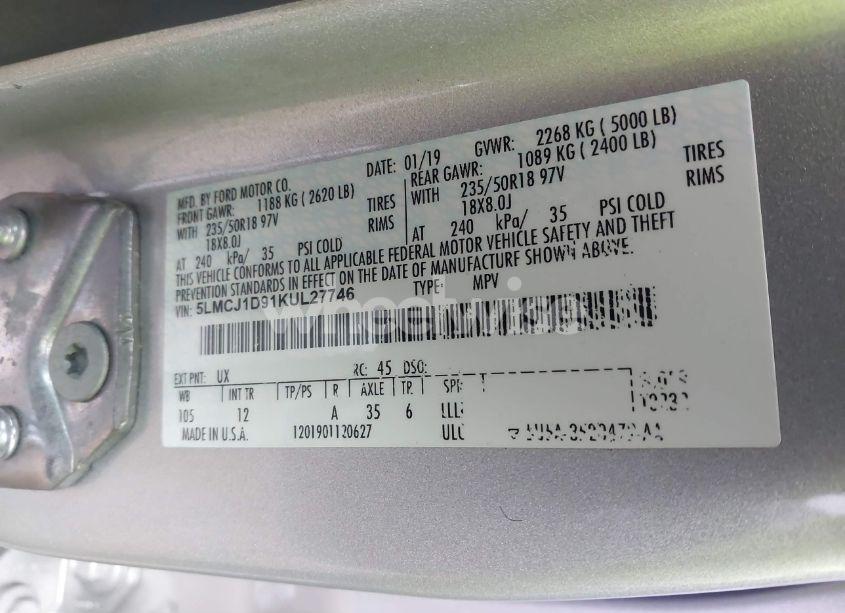 MFD. BY FORD MOTOR CO. DATE: 01/19 GVWR: 2268 KG ( 5000 LB)
FRONT GAWR: 1188 KG ( 2620 LB) REAR GAWR: 1089 KG ( 2400 LB)
WITH 235/50R18 97V TIRES WITH 235/50R18 97V TIRES
18X8.0J RIMS 18X8.0J RIMS
AT 240 kPa/ 35 PSI COLD AT 240 kPa/ 35 PSI COLD
THIS VEHICLE CONFORMS TO ALL APPLICABLE FEDERAL MOTOR VEHICLE SAFETY AND THEFT
PREVENTION STANDARDS IN EFFECT ON THE DATE OF MANUFACTURE SHOWN ABOVE.
VIN: 5LMCJ1D91KUL27746 TYPE: MPV
EXT PNT: UX RC: 45 DSO:
WB INT TR TP/PS R AXLE TR SPR
105 12 A 35 6
MADE IN U.S.A. 1201901120627